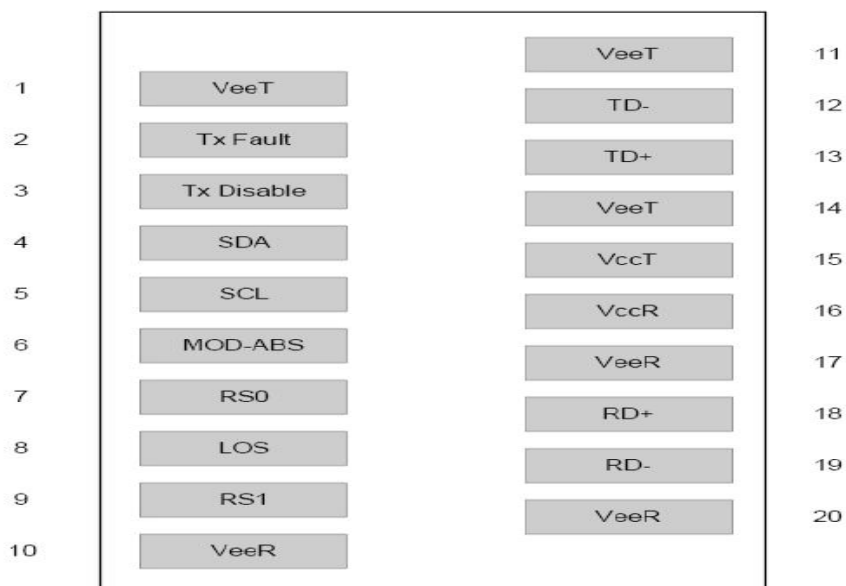 VeeT 11
1 VeeT
TD- 12
2 Tx Fault
TD+ 13
3 Tx Disable
VeeT 14
4 SDA
VccT 15
5 SCL
VccR 16
6 MOD-ABS
VeeR 17
7 RS0
RD+ 18
8 LOS
RD- 19
9 RS1
VeeR 20
10 VeeR